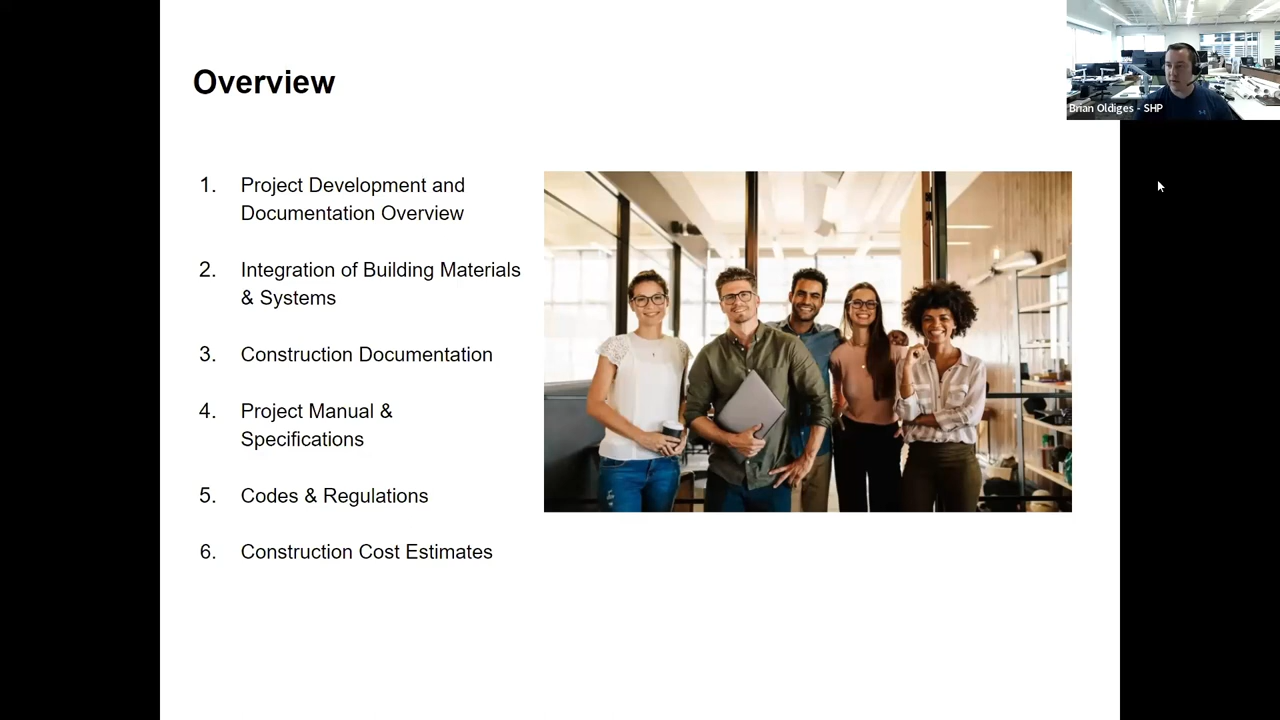 Overview
Brian Oldiges - SHP
1. Project Development and
Documentation Overview
2. Integration of Building Materials
& Systems
3. Construction Documentation
4. Project Manual &
Specifications
5. Codes & Regulations
6. Construction Cost Estimates